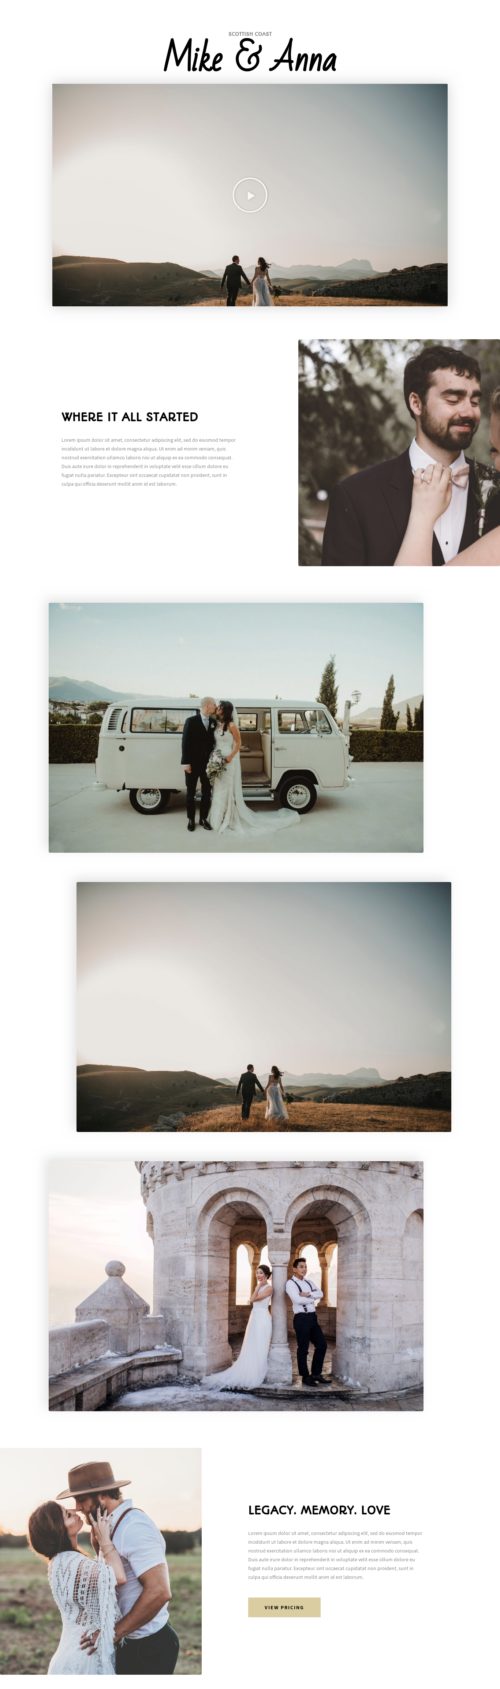 SCOTTISH COAST
Mike & Anna
WHERE IT ALL STARTED
Lorem ipsum dolor sit amet, consectetur adipiscing elit, sed do eiusmod tempor
incididunt ut labore et dolore magna aliqua. Ut enim ad minim veniam, quis
nostrud exercitation ullamco laboris nisi ut aliquip ex ea commodo consequat.
Duis aute irure dolor in reprehenderit in voluptate velit esse cillum dolore eu
fugiat nulla pariatur. Excepteur sint occaecat cupidatat non proident, sunt in
culpa qui officia deserunt mollit anim id est laborum.
LEGACY. MEMORY. LOVE
Lorem ipsum dolor sit amet, consectetur adipiscing elit, sed do eiusmod tempor
incididunt ut labore et dolore magna aliqua. Ut enim ad minim veniam, quis
nostrud exercitation ullamco laboris nisi ut aliquip ex ea commodo consequat.
Duis aute irure dolor in reprehenderit in voluptate velit esse cillum dolore eu
fugiat nulla pariatur. Excepteur sint occaecat cupidatat non proident, sunt in
culpa qui officia deserunt mollit anim id est laborum.
VIEW PRICING